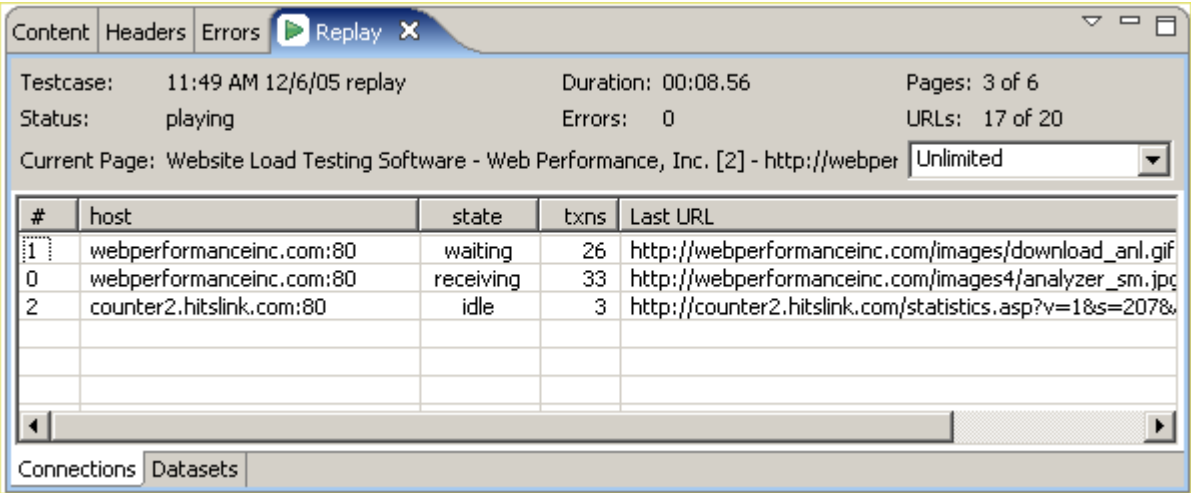 Content Headers Errors Replay
Testcase: 11:49 AM 12/6/05 replay Duration: 00:08.56 Pages: 3 of 6
Status: playing Errors: 0 URLs: 17 of 20
Current Page: Website Load Testing Software - Web Performance, Inc. [2] - http://webper Unlimited
# host state txns Last URL
1 webperformanceinc.com:80 waiting 26 http://webperformanceinc.com/images/download_anl.gif
0 webperformanceinc.com:80 receiving 33 http://webperformanceinc.com/images4/analyzer_sm.jpg
2 counter2.hitslink.com:80 idle 3 http://counter2.hitslink.com/statistics.asp?v=1&s=207&
Connections Datasets